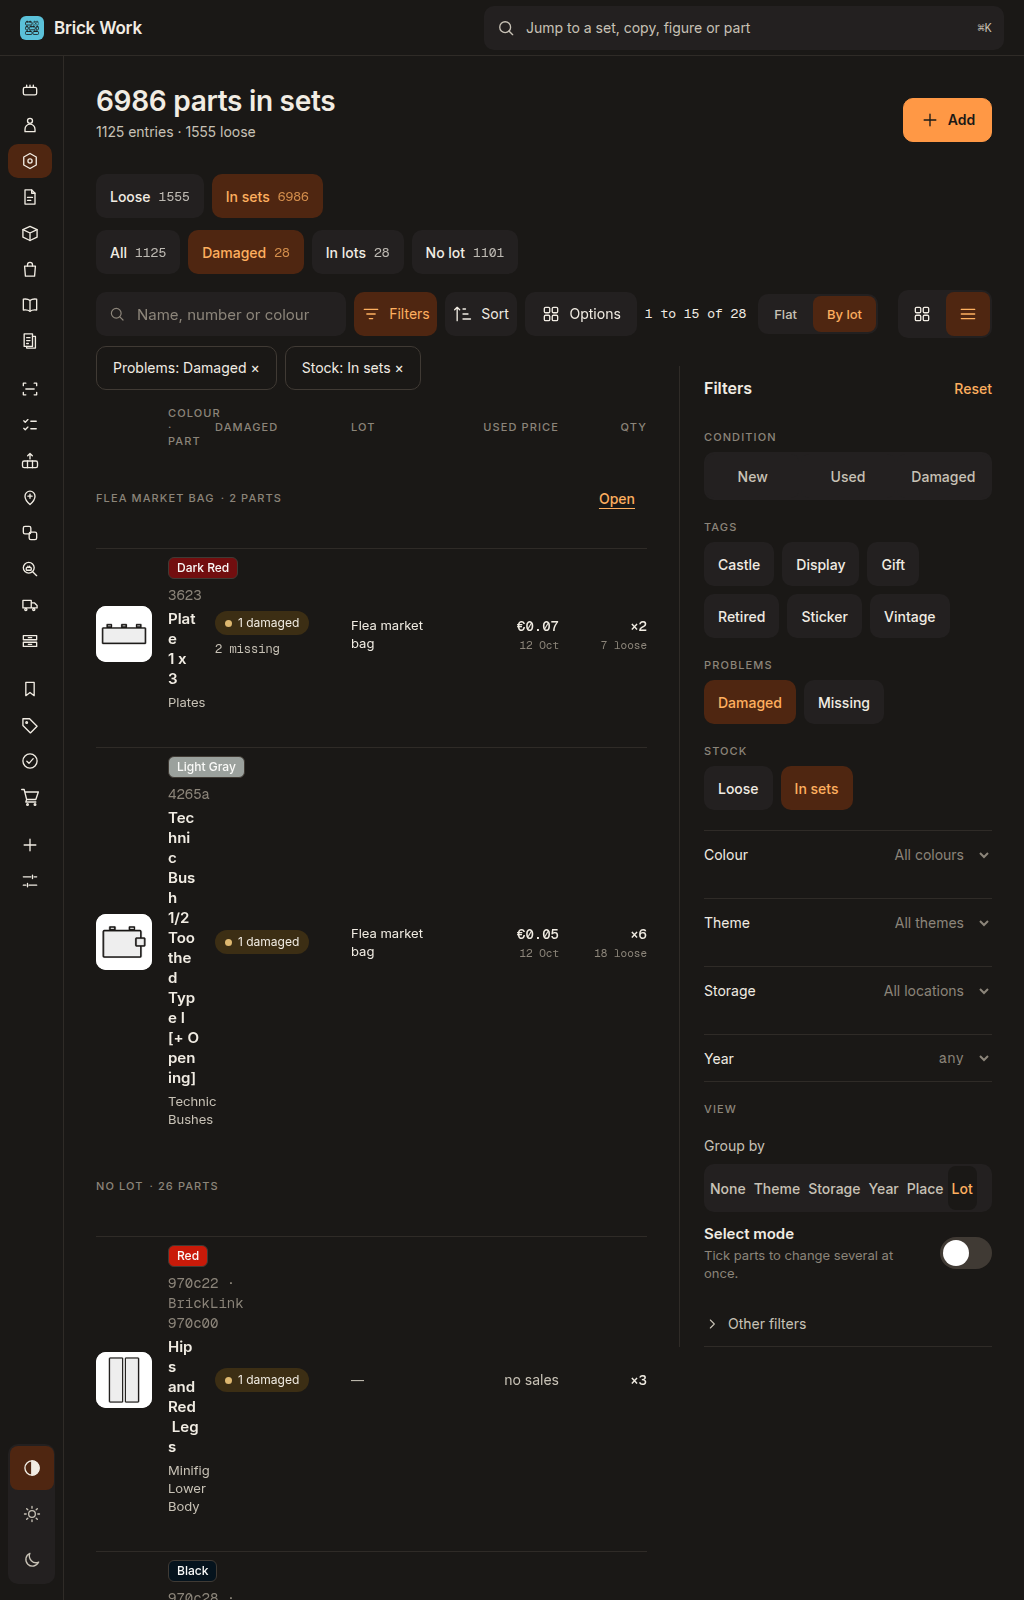 Brick Work
Jump to a set, copy, figure or part
⌘K
6986 parts in sets
1125 entries · 1555 loose
+ Add
Loose 1555
In sets 6986
All 1125
Damaged 28
In lots 28
No lot 1101
Name, number or colour
Filters
Sort
Options
1 to 15 of 28
Flat
By lot
Problems: Damaged ×
Stock: In sets ×
COLOUR
·
PART
DAMAGED
LOT
USED PRICE
QTY
FLEA MARKET BAG · 2 PARTS
Open
Dark Red
3623
Plat
e
1 x
3
Plates
1 damaged
2 missing
Flea market
bag
€0.07
12 Oct
×2
7 loose
Light Gray
4265a
Tec
hni
c
Bus
h
1/2
Too
the
d
Typ
e I
[+ O
pen
ing]
Technic
Bushes
1 damaged
Flea market
bag
€0.05
12 Oct
×6
18 loose
NO LOT · 26 PARTS
Red
970c22 ·
BrickLink
970c00
Hip
s
and
Red
Leg
s
Minifig
Lower
Body
1 damaged
—
no sales
×3
Black
970c28 ·
Filters
Reset
CONDITION
New
Used
Damaged
TAGS
Castle
Display
Gift
Retired
Sticker
Vintage
PROBLEMS
Damaged
Missing
STOCK
Loose
In sets
Colour
All colours
Theme
All themes
Storage
All locations
Year
any
VIEW
Group by
None
Theme
Storage
Year
Place
Lot
Select mode
Tick parts to change several at
once.
Other filters